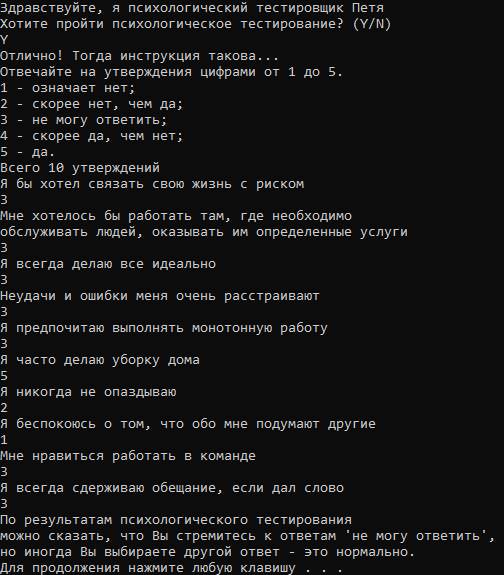 Здравствуйте, я психологический тестировщик Петя
Хотите пройти психологическое тестирование? (Y/N)
Y
Отлично! Тогда инструкция такова...
Отвечайте на утверждения цифрами от 1 до 5.
1 - означает нет;
2 - скорее нет, чем да;
3 - не могу ответить;
4 - скорее да, чем нет;
5 - да.
Всего 10 утверждений
Я бы хотел связать свою жизнь с риском
3
Мне хотелось бы работать там, где необходимо
обслуживать людей, оказывать им определенные услуги
3
Я всегда делаю все идеально
3
Неудачи и ошибки меня очень расстраивают
3
Я предпочитаю выполнять монотонную работу
3
Я часто делаю уборку дома
5
Я никогда не опаздываю
2
Я беспокоюсь о том, что обо мне подумают другие
1
Мне нравиться работать в команде
3
Я всегда сдерживаю обещание, если дал слово
3
По результатам психологического тестирования
можно сказать, что Вы стремитесь к ответам 'не могу ответить',
но иногда Вы выбираете другой ответ - это нормально.
Для продолжения нажмите любую клавишу . . .